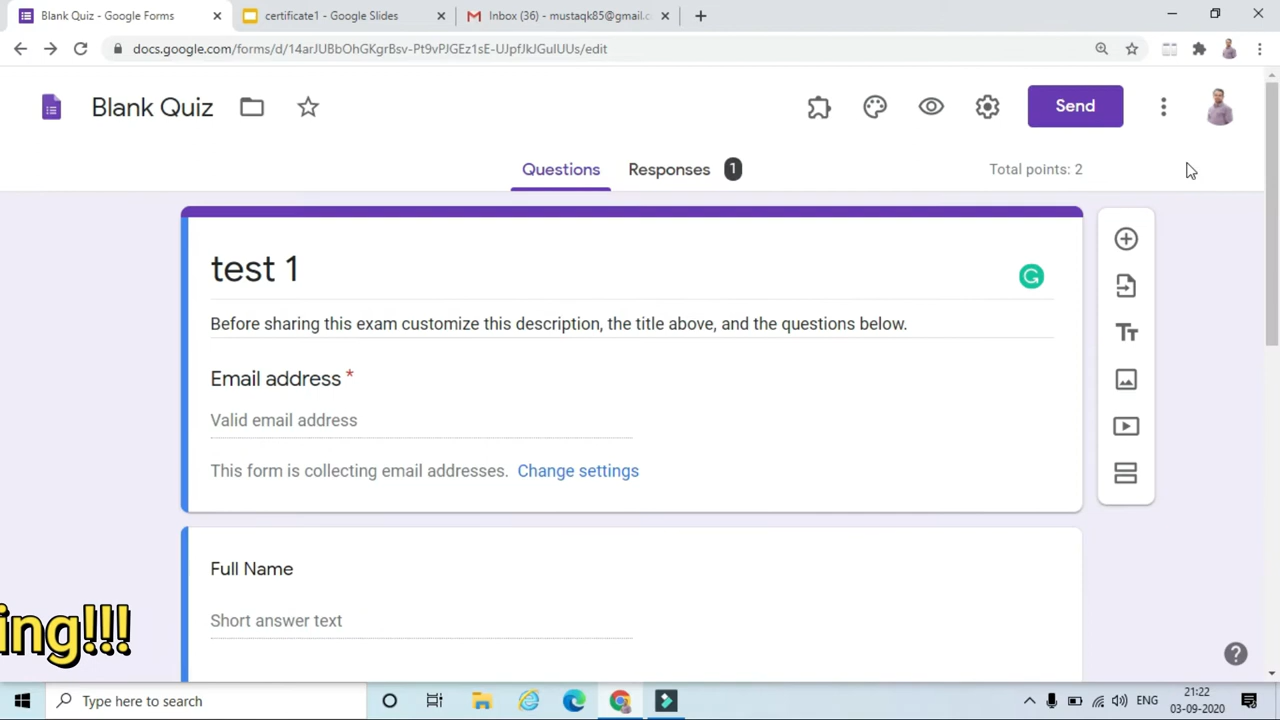 Blank Quiz - Google Forms
certificate1 - Google Slides
Inbox (36) - mustaqk85@gmail.c
docs.google.com/forms/d/14arJUBbOhGKgrBsv-Pt9vPJGEz1sE-UJpfJkJGulUUs/edit
Blank Quiz
Send
Questions
Responses 1
Total points: 2
test 1
Before sharing this exam customize this description, the title above, and the questions below.
Email address *
Valid email address
This form is collecting email addresses. Change settings
Full Name
Short answer text
ing!!!
Type here to search
ENG
21:22
03-09-2020